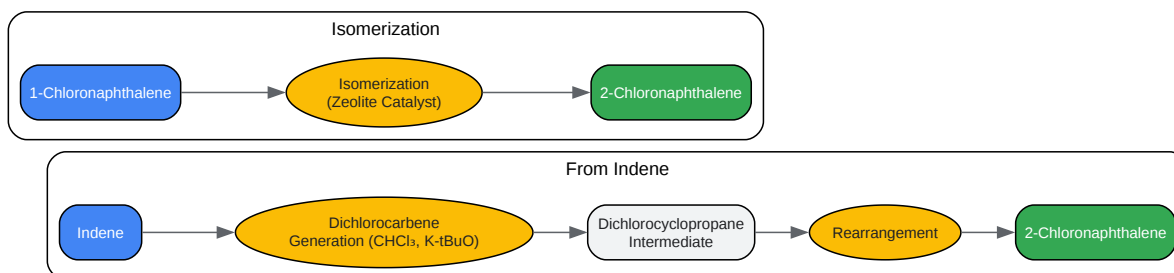 Isomerization
1-Chloronaphthalene
Isomerization
(Zeolite Catalyst)
2-Chloronaphthalene
From Indene
Indene
Dichlorocarbene
Generation (CHCl₃, K-tBuO)
Dichlorocyclopropane
Intermediate
Rearrangement
2-Chloronaphthalene